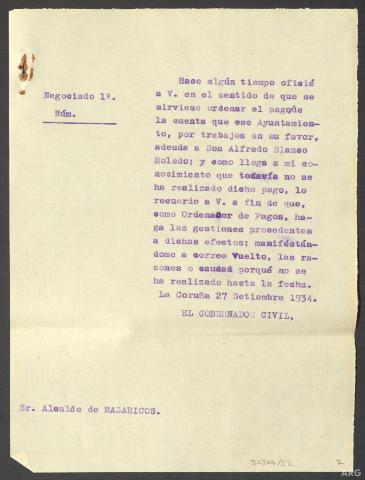 Negociado 1º.
Núm.
Hace algún tiempo oficié
a V. en el sentido de que se
sirviese ordenar el pagode
la cuenta que ese Ayuntamien-
to, por trabajos en su favor,
adeuda a Don Alfredo Blanco
Moledo; y como llega a mi co-
nocimiento que todavía no se
ha realizado dicho pago, lo
recuerdo a V. a fin de que,
como Ordenador de Pagos, ha-
ga las gestiones procedentes
a dichos efectos; maniféstán-
dome a correo Vuelto, las ra-
zones o causas porqué no se
ha realizado hasta la fecha.
La Coruña 27 Setiembre 1934.
EL GOBERNADOR CIVIL,
Sr. Alcalde de MAZARICOS.
7
ARG